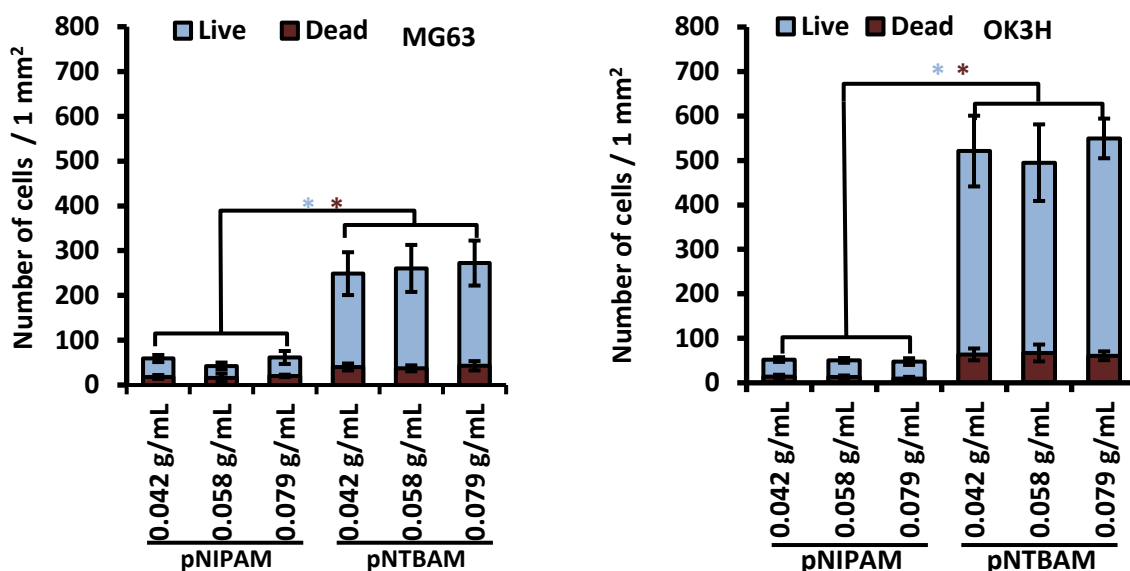 Live Dead MG63
Number of cells / 1 mm²
800
700
600
500
400
300
200
100
0
* *
0.042 g/mL
0.058 g/mL
0.079 g/mL
0.042 g/mL
0.058 g/mL
0.079 g/mL
pNIPAM pNTBAM
Live Dead OK3H
Number of cells / 1 mm²
800
700
600
500
400
300
200
100
0
* *
0.042 g/mL
0.058 g/mL
0.079 g/mL
0.042 g/mL
0.058 g/mL
0.079 g/mL
pNIPAM pNTBAM